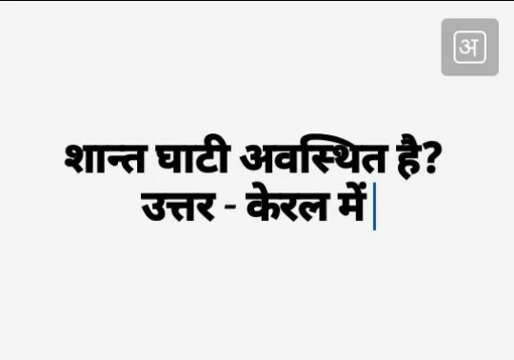 अ
शान्त घाटी अवस्थित है?
उत्तर - केरल में